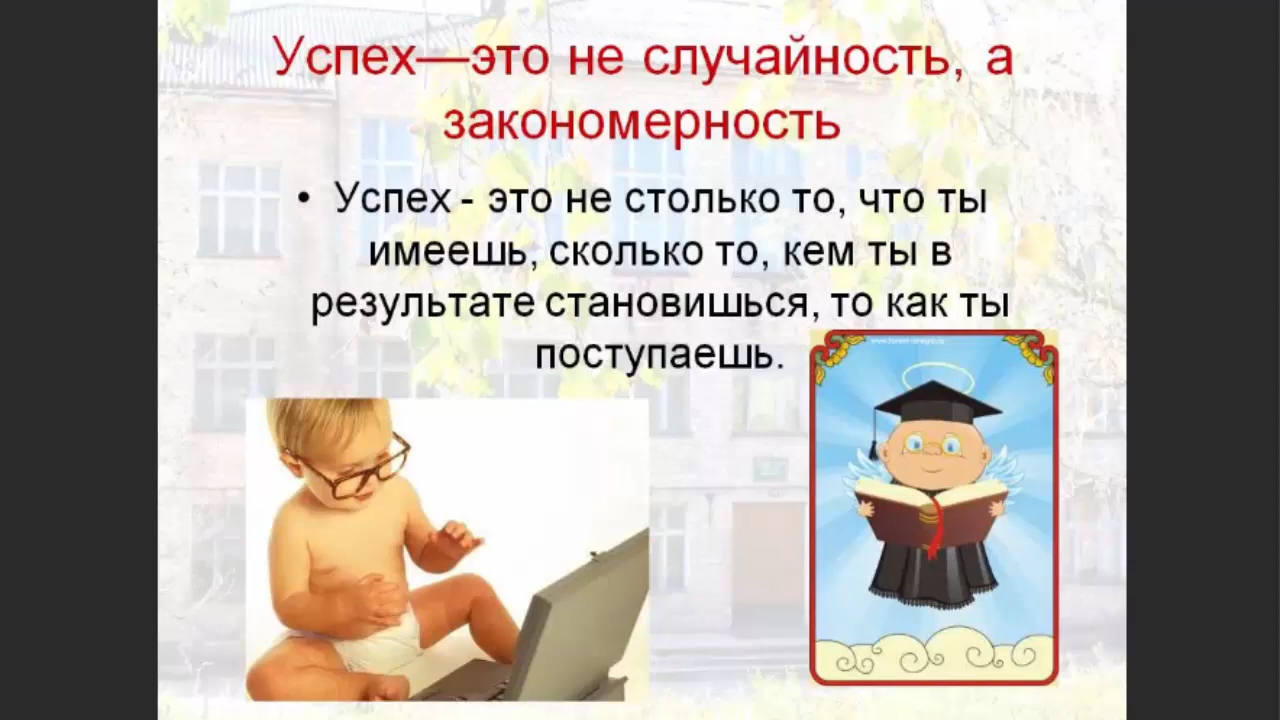 Успех—это не случайность, а
закономерность
• Успех - это не столько то, что ты
имеешь, сколько то, кем ты в
результате становишься, то как ты
поступаешь.